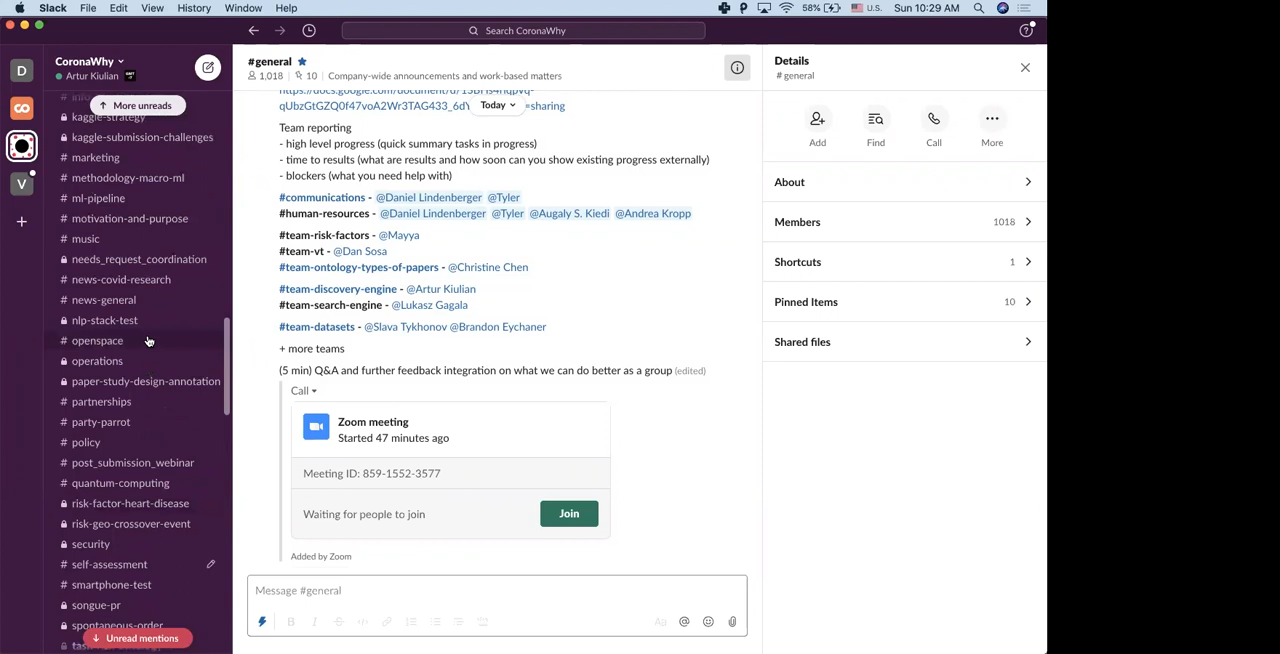 Slack File Edit View History Window Help
58% U.S. Sun 10:29 AM
Search CoronaWhy
D
V
CoronaWhy
Artur Kiulian
More unreads
kaggle-strategy
kaggle-submission-challenges
marketing
methodology-macro-ml
ml-pipeline
motivation-and-purpose
music
needs_request_coordination
news-covid-research
news-general
nlp-stack-test
openspace
operations
paper-study-design-annotation
partnerships
party-parrot
policy
post_submission_webinar
quantum-computing
risk-factor-heart-disease
risk-geo-crossover-event
security
self-assessment
smartphone-test
songue-pr
spontaneous-order
Unread mentions
#general
1,018 10 Company-wide announcements and work-based matters
Today
=sharing
Team reporting
- high level progress (quick summary tasks in progress)
- time to results (what are results and how soon can you show existing progress externally)
- blockers (what you need help with)
#communications - @Daniel Lindenberger @Tyler
#human-resources - @Daniel Lindenberger @Tyler @Augaly S. Kiedi @Andrea Kropp
#team-risk-factors - @Mayya
#team-vt - @Dan Sosa
#team-ontology-types-of-papers - @Christine Chen
#team-discovery-engine - @Artur Kiulian
#team-search-engine - @Lukasz Gagala
#team-datasets - @Slava Tykhonov @Brandon Eychaner
+ more teams
(5 min) Q&A and further feedback integration on what we can do better as a group (edited)
Call
Zoom meeting
Started 47 minutes ago
Meeting ID: 859-1552-3577
Waiting for people to join
Join
Added by Zoom
Message #general
Details
# general
Add Find Call More
About
Members 1018
Shortcuts 1
Pinned Items 10
Shared files